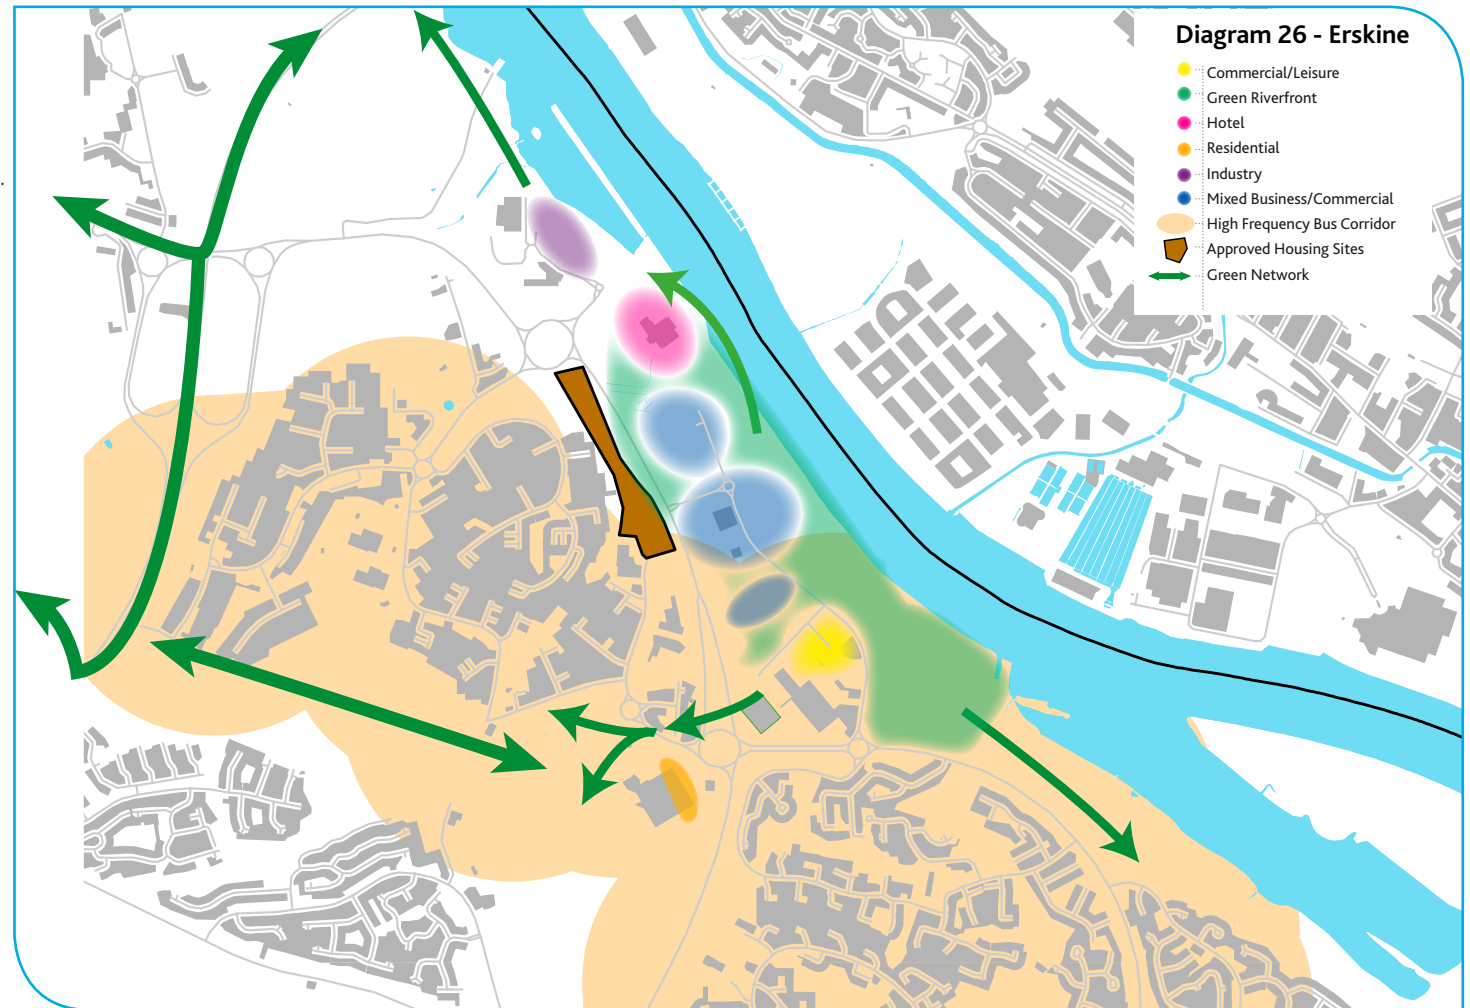 Diagram 26 - Erskine
Commercial/Leisure
Green Riverfront
Hotel
Residential
Industry
Mixed Business/Commercial
High Frequency Bus Corridor
Approved Housing Sites
Green Network